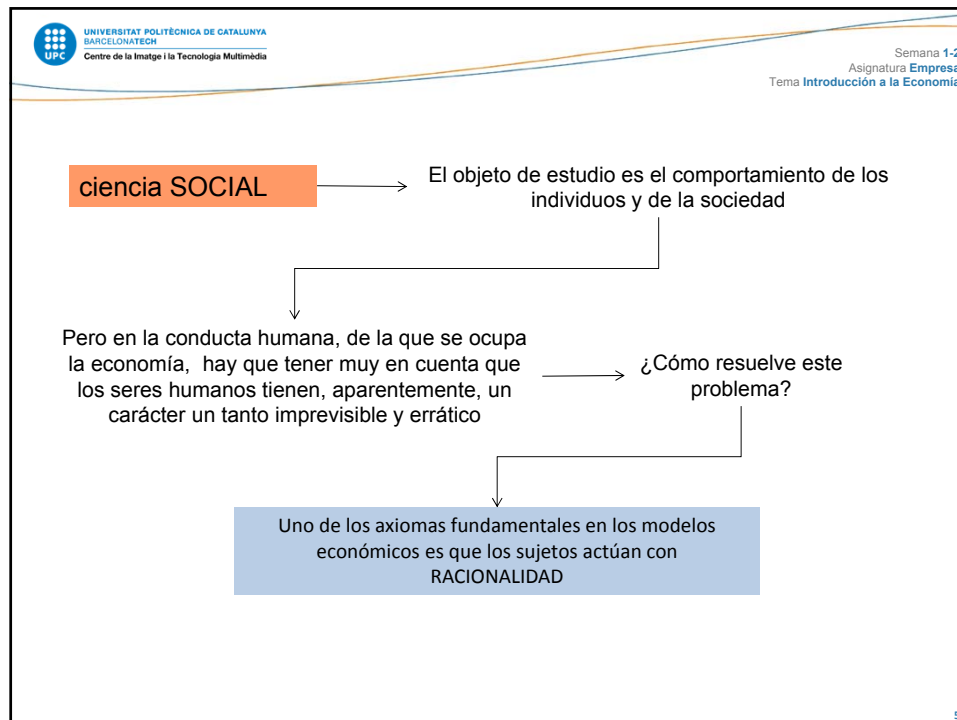 UNIVERSITAT POLITÈCNICA DE CATALUNYA
BARCELONATECH
Centre de la Imatge i la Tecnologia Multimèdia
UPC
Semana 1-2
Asignatura Empresa
Tema Introducción a la Economía
ciencia SOCIAL
El objeto de estudio es el comportamiento de los
individuos y de la sociedad
Pero en la conducta humana, de la que se ocupa
la economía, hay que tener muy en cuenta que
los seres humanos tienen, aparentemente, un
carácter un tanto imprevisible y errático
¿Cómo resuelve este
problema?
Uno de los axiomas fundamentales en los modelos
económicos es que los sujetos actúan con
RACIONALIDAD
5